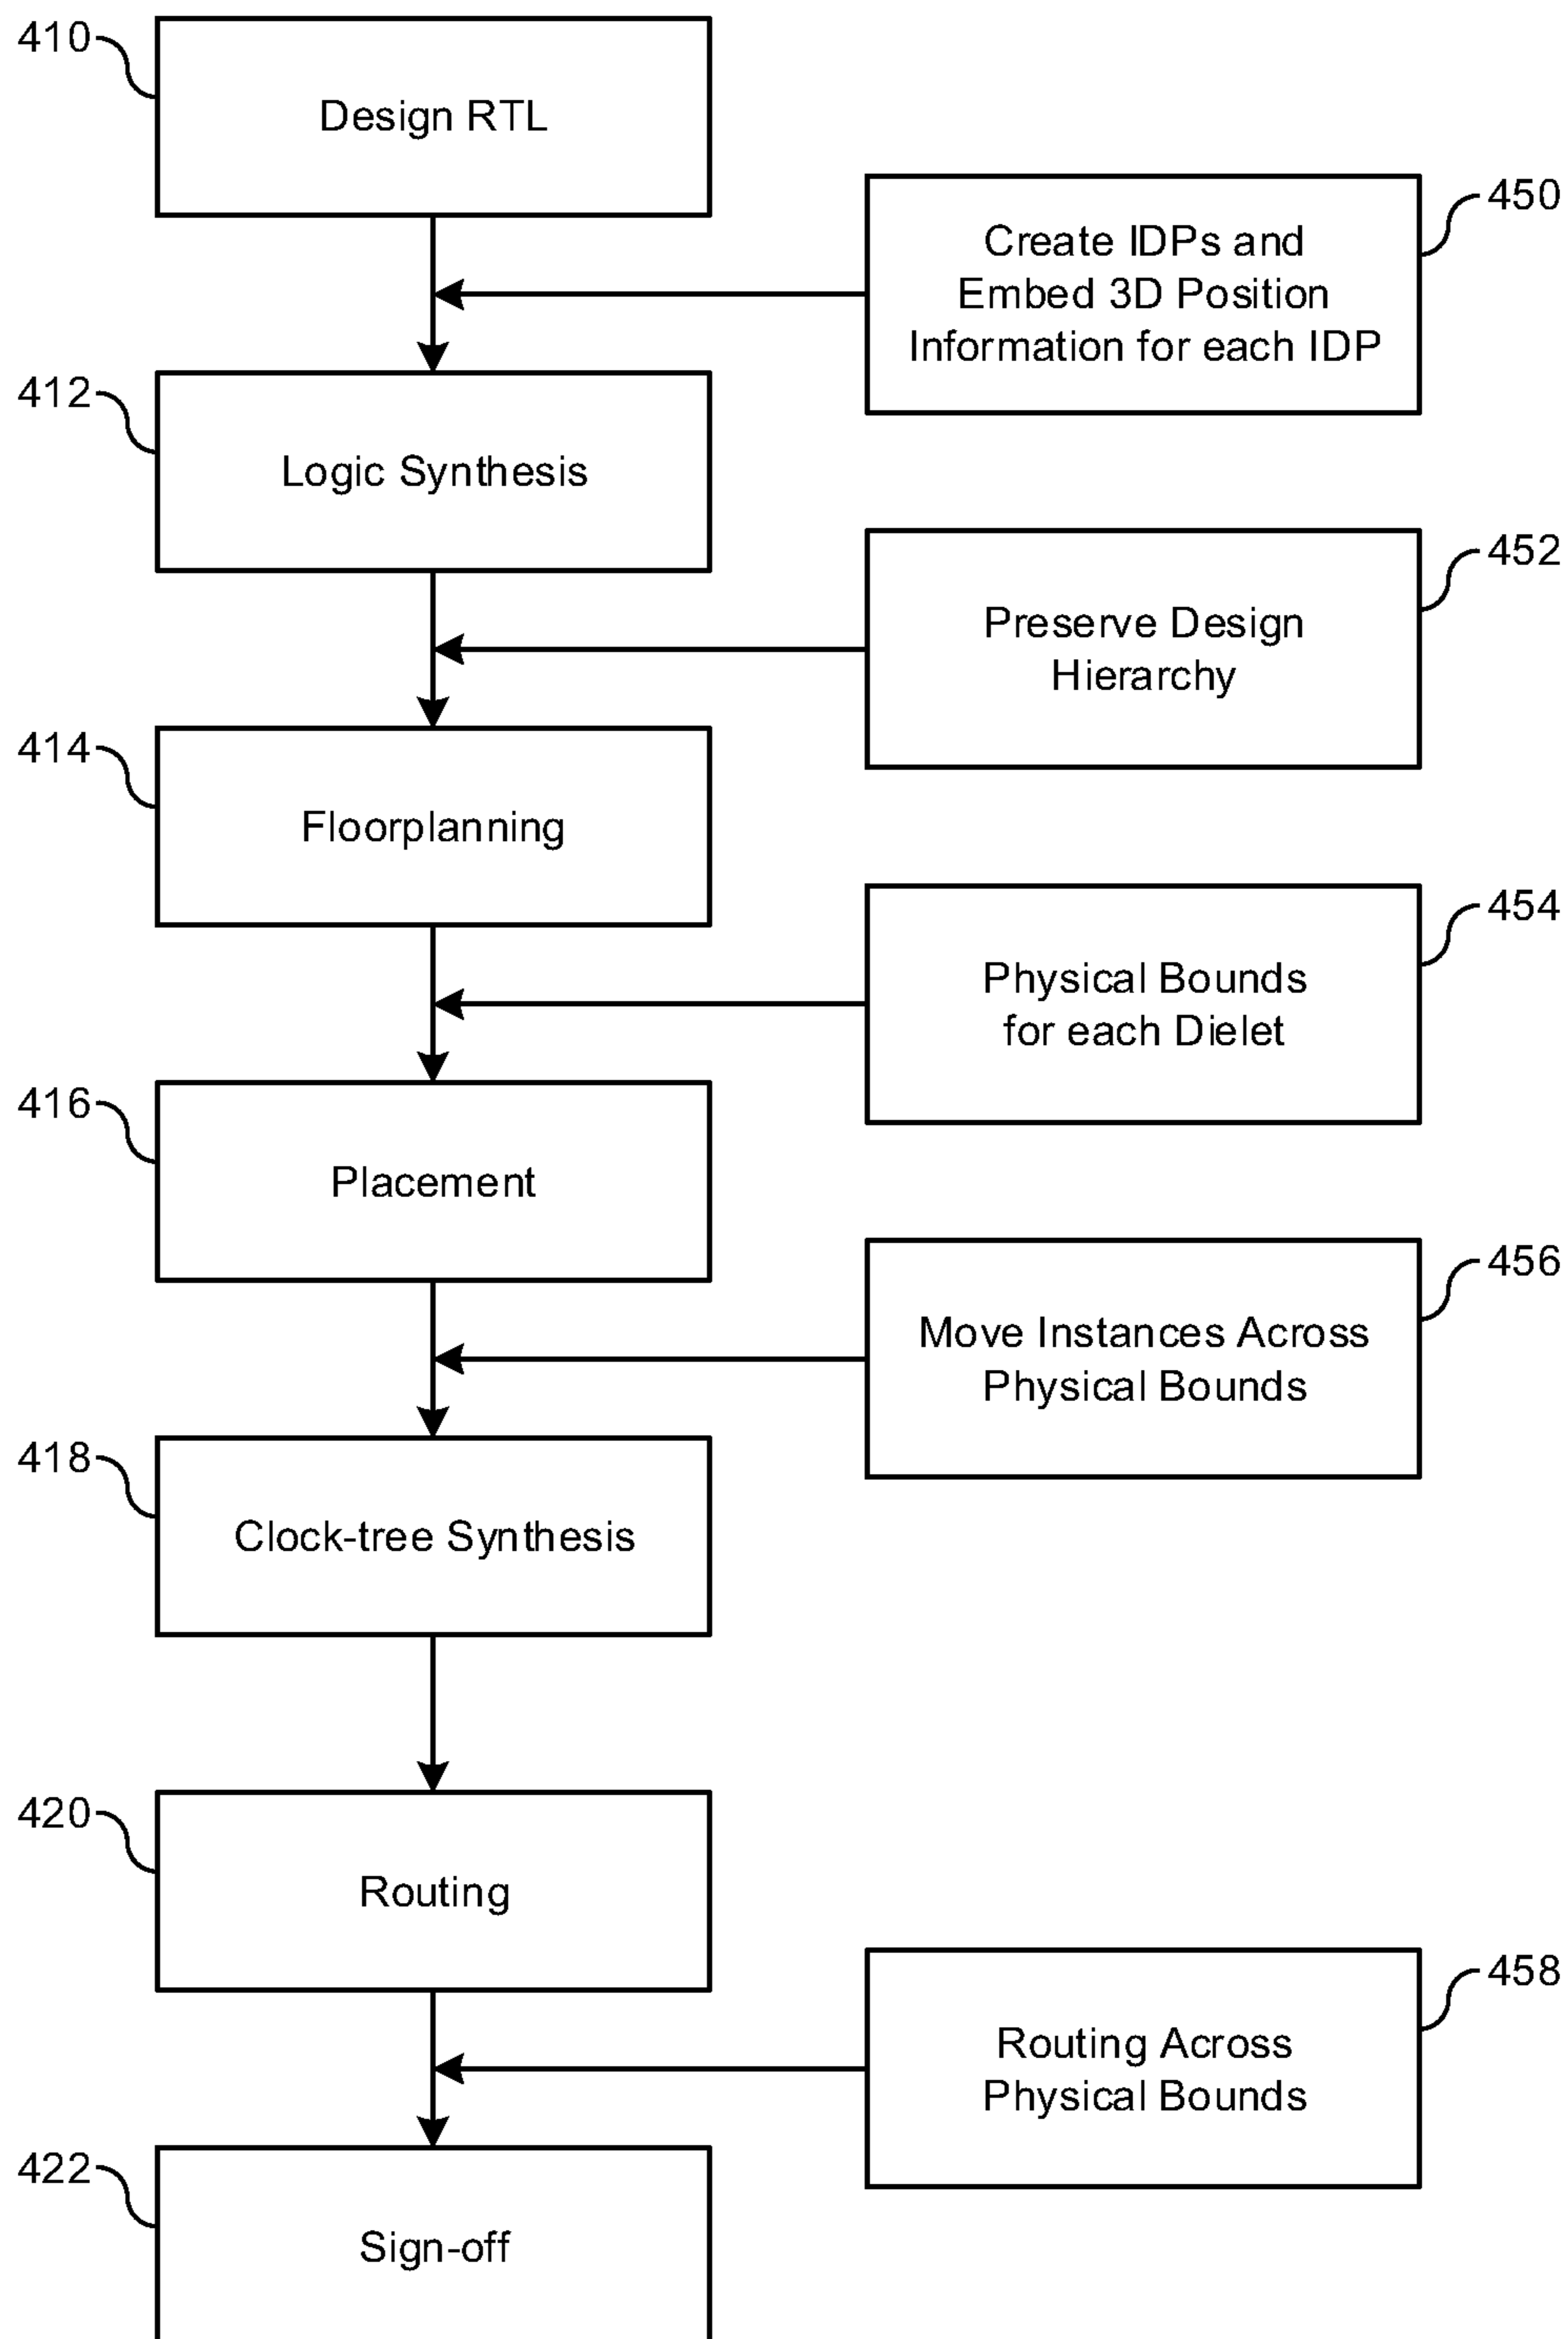 410
Design RTL
450
Create IDPs and
Embed 3D Position
Information for each IDP
412
Logic Synthesis
452
Preserve Design
Hierarchy
414
Floorplanning
454
Physical Bounds
for each Dielet
416
Placement
456
Move Instances Across
Physical Bounds
418
Clock-tree Synthesis
420
Routing
458
Routing Across
Physical Bounds
422
Sign-off